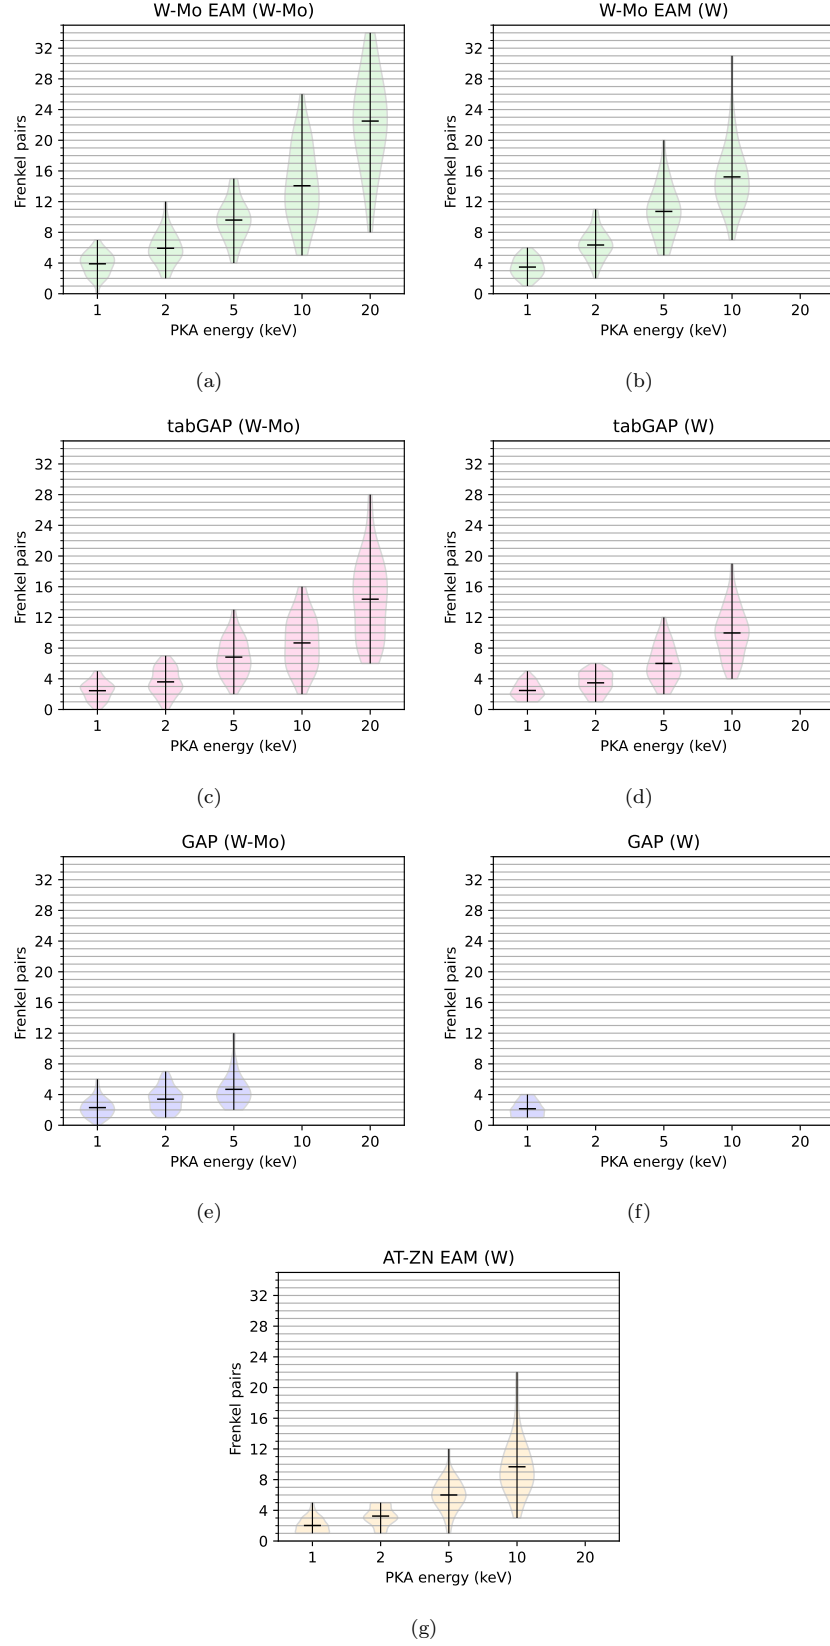 W-Mo EAM (W-Mo)
Frenkel pairs
32
28
24
20
16
12
8
4
0
1 2 5 10 20
PKA energy (keV)
(a)
W-Mo EAM (W)
Frenkel pairs
32
28
24
20
16
12
8
4
0
1 2 5 10 20
PKA energy (keV)
(b)
tabGAP (W-Mo)
Frenkel pairs
32
28
24
20
16
12
8
4
0
1 2 5 10 20
PKA energy (keV)
(c)
tabGAP (W)
Frenkel pairs
32
28
24
20
16
12
8
4
0
1 2 5 10 20
PKA energy (keV)
(d)
GAP (W-Mo)
Frenkel pairs
32
28
24
20
16
12
8
4
0
1 2 5 10 20
PKA energy (keV)
(e)
GAP (W)
Frenkel pairs
32
28
24
20
16
12
8
4
0
1 2 5 10 20
PKA energy (keV)
(f)
AT-ZN EAM (W)
Frenkel pairs
32
28
24
20
16
12
8
4
0
1 2 5 10 20
PKA energy (keV)
(g)